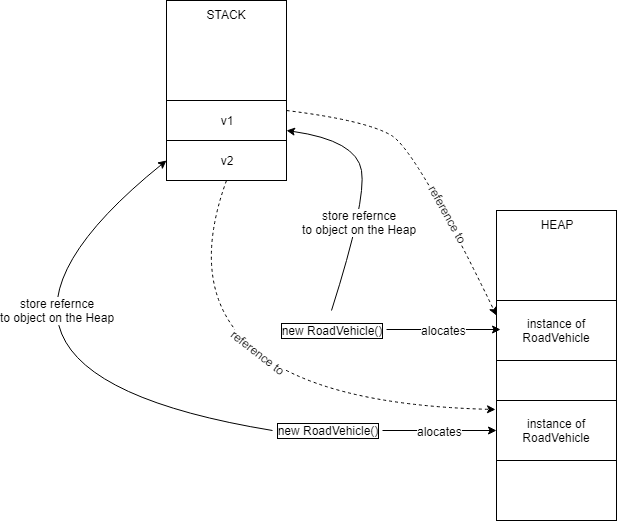 STACK
v1
v2
store refernce
to object on the Heap
reference to
HEAP
store refernce
to object on the Heap
new RoadVehicle()
alocates
instance of
RoadVehicle
reference to
new RoadVehicle()
alocates
instance of
RoadVehicle